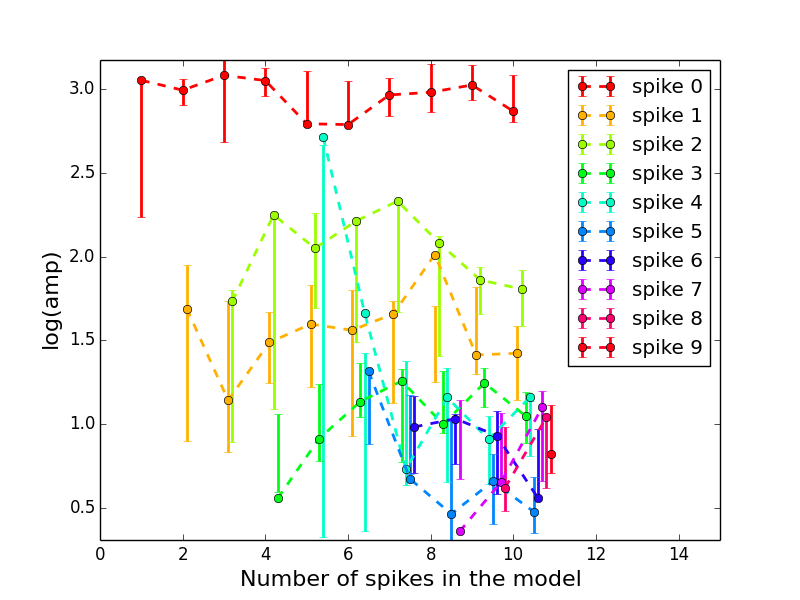 3.0
2.5
2.0
1.5
1.0
0.5
log(amp)
0 2 4 6 8 10 12 14
Number of spikes in the model
spike 0
spike 1
spike 2
spike 3
spike 4
spike 5
spike 6
spike 7
spike 8
spike 9